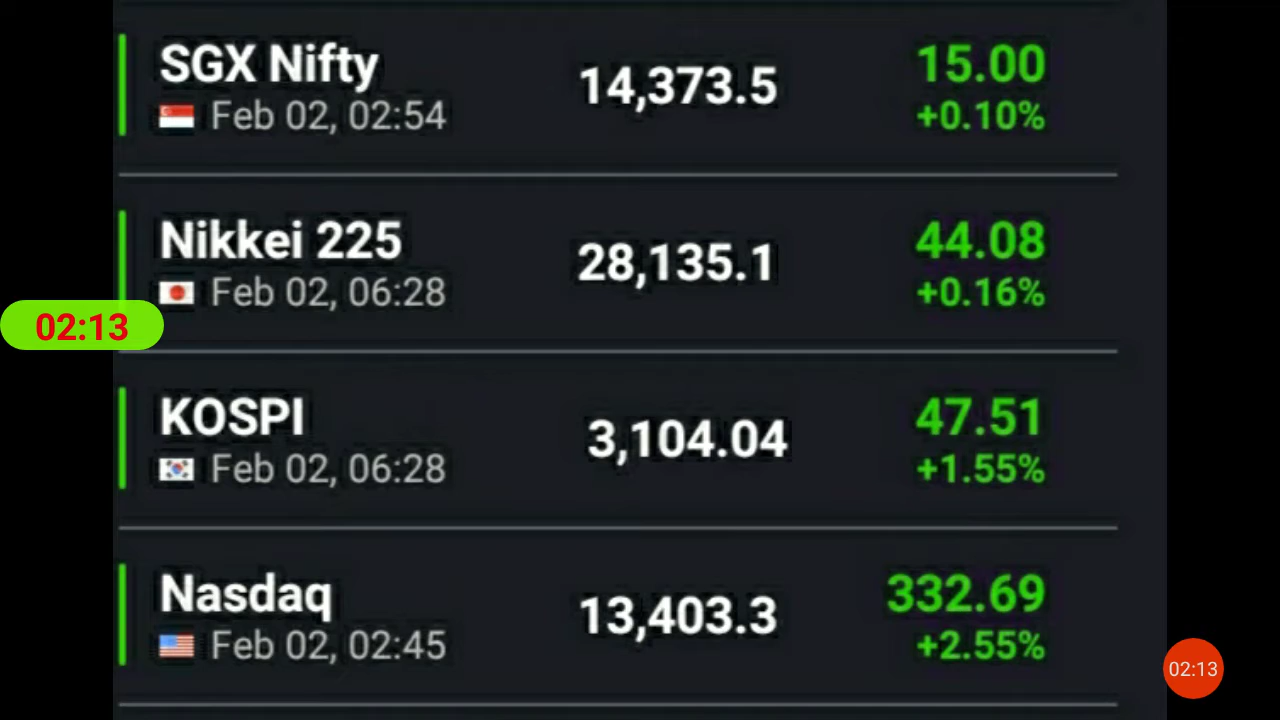 SGX Nifty
Feb 02, 02:54
14,373.5
15.00
+0.10%
Nikkei 225
Feb 02, 06:28
28,135.1
44.08
+0.16%
02:13
KOSPI
Feb 02, 06:28
3,104.04
47.51
+1.55%
Nasdaq
Feb 02, 02:45
13,403.3
332.69
+2.55%
02:13